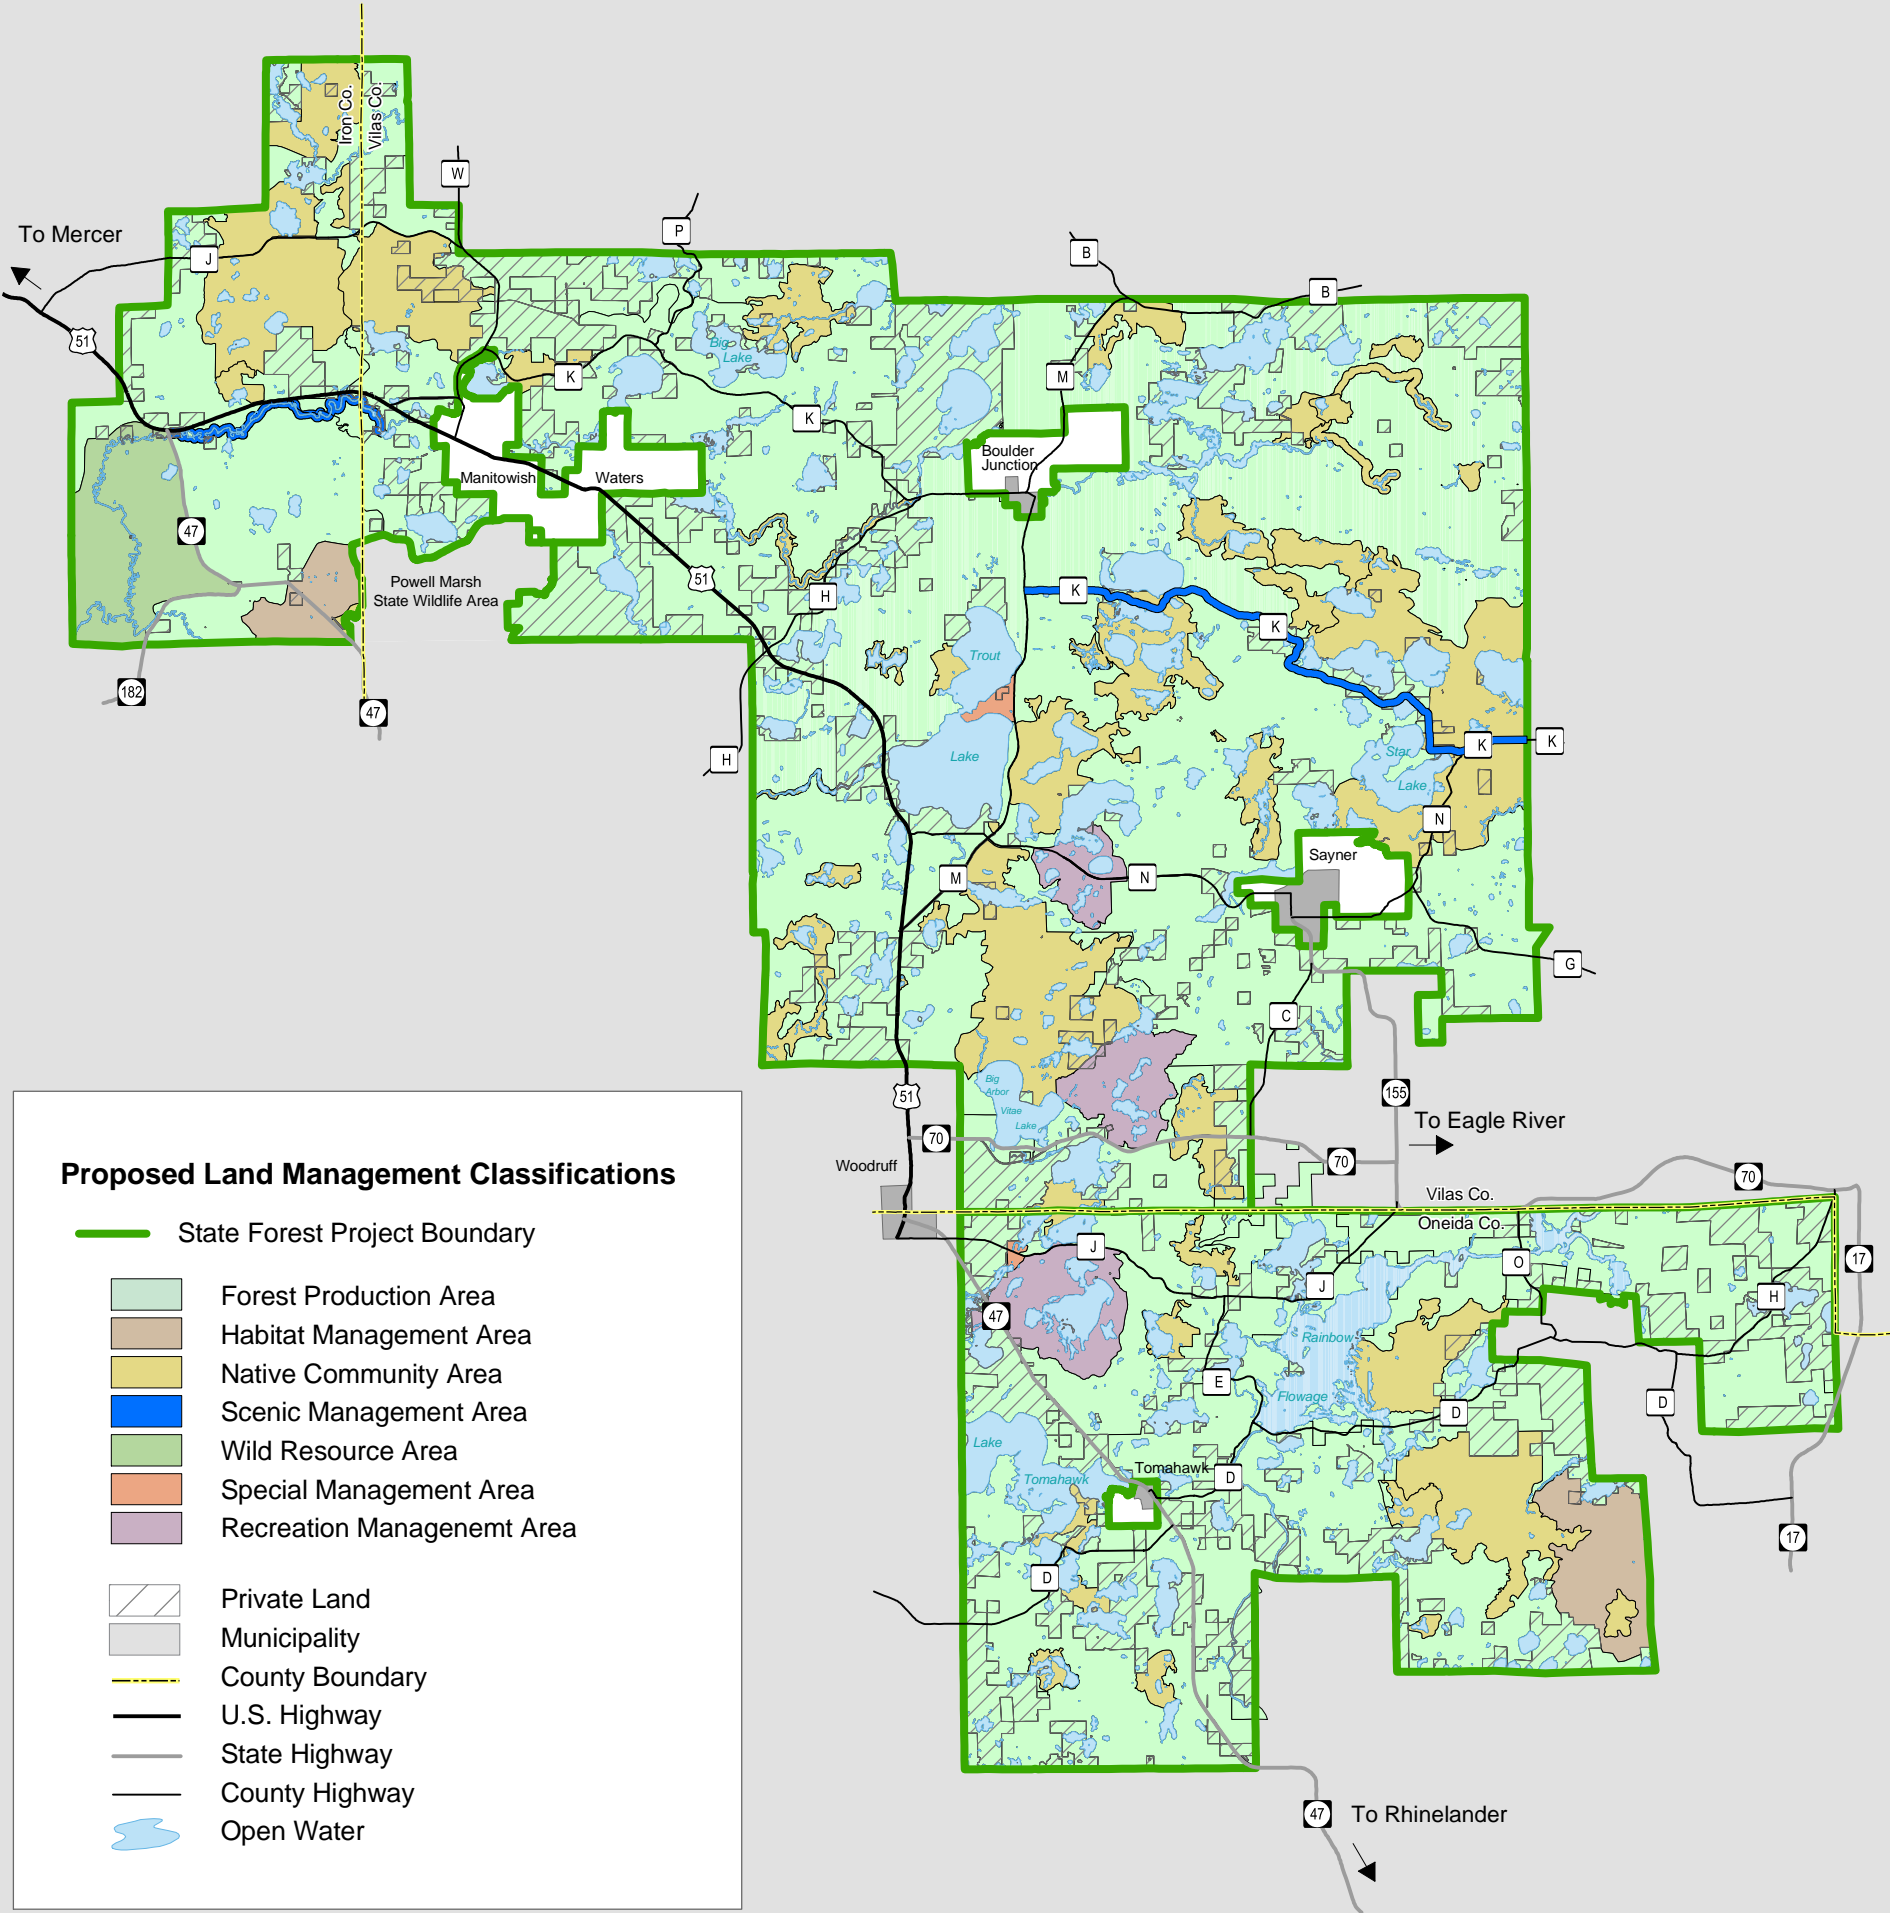 Iron Co.
Vilas Co.
W
P
To Mercer
J
B
B
51
Big
Lake
K
M
K
Boulder
Junction
Manitowish
Waters
47
Powell Marsh
State Wildlife Area
51
H
K
K
Trout
182
47
H
Lake
Star
Lake
K
K
N
Sayner
M
N
G
C
Big
Arbor
Vitae
Lake
51
155
To Eagle River
70
70
70
Woodruff
Vilas Co.
Oneida Co.
J
J
O
17
H
47
Rainbow
Flowage
E
D
D
Lake
Tomahawk
Tomahawk
D
17
D
47
To Rhinelander
Proposed Land Management Classifications
State Forest Project Boundary
Forest Production Area
Habitat Management Area
Native Community Area
Scenic Management Area
Wild Resource Area
Special Management Area
Recreation Managenemt Area
Private Land
Municipality
County Boundary
U.S. Highway
State Highway
County Highway
Open Water